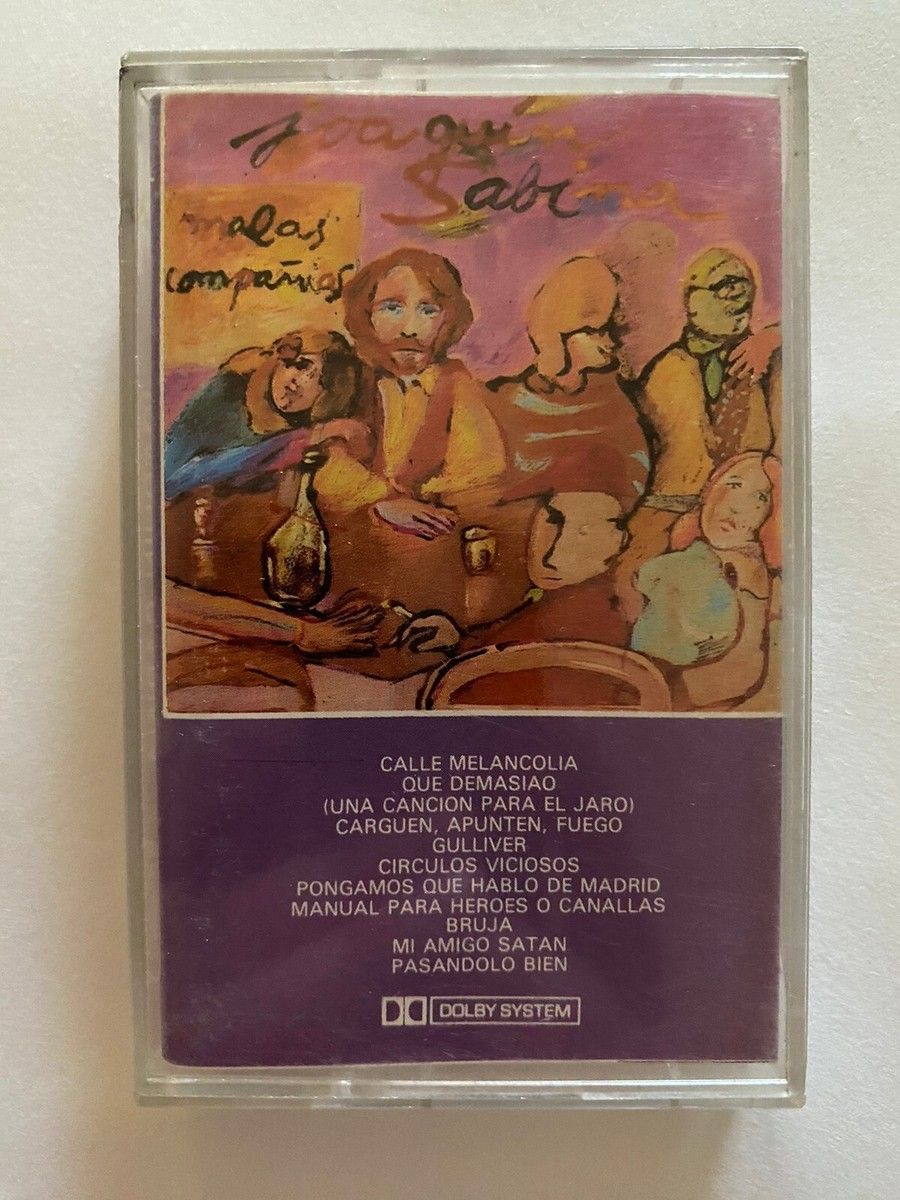 Joaquín
Sabina
malas
compañías
CALLE MELANCOLIA
QUE DEMASIAO
(UNA CANCION PARA EL JARO)
CARGUEN, APUNTEN, FUEGO
GULLIVER
CIRCULOS VICIOSOS
PONGAMOS QUE HABLO DE MADRID
MANUAL PARA HEROES O CANALLAS
BRUJA
MI AMIGO SATAN
PASANDOLO BIEN
DOLBY SYSTEM